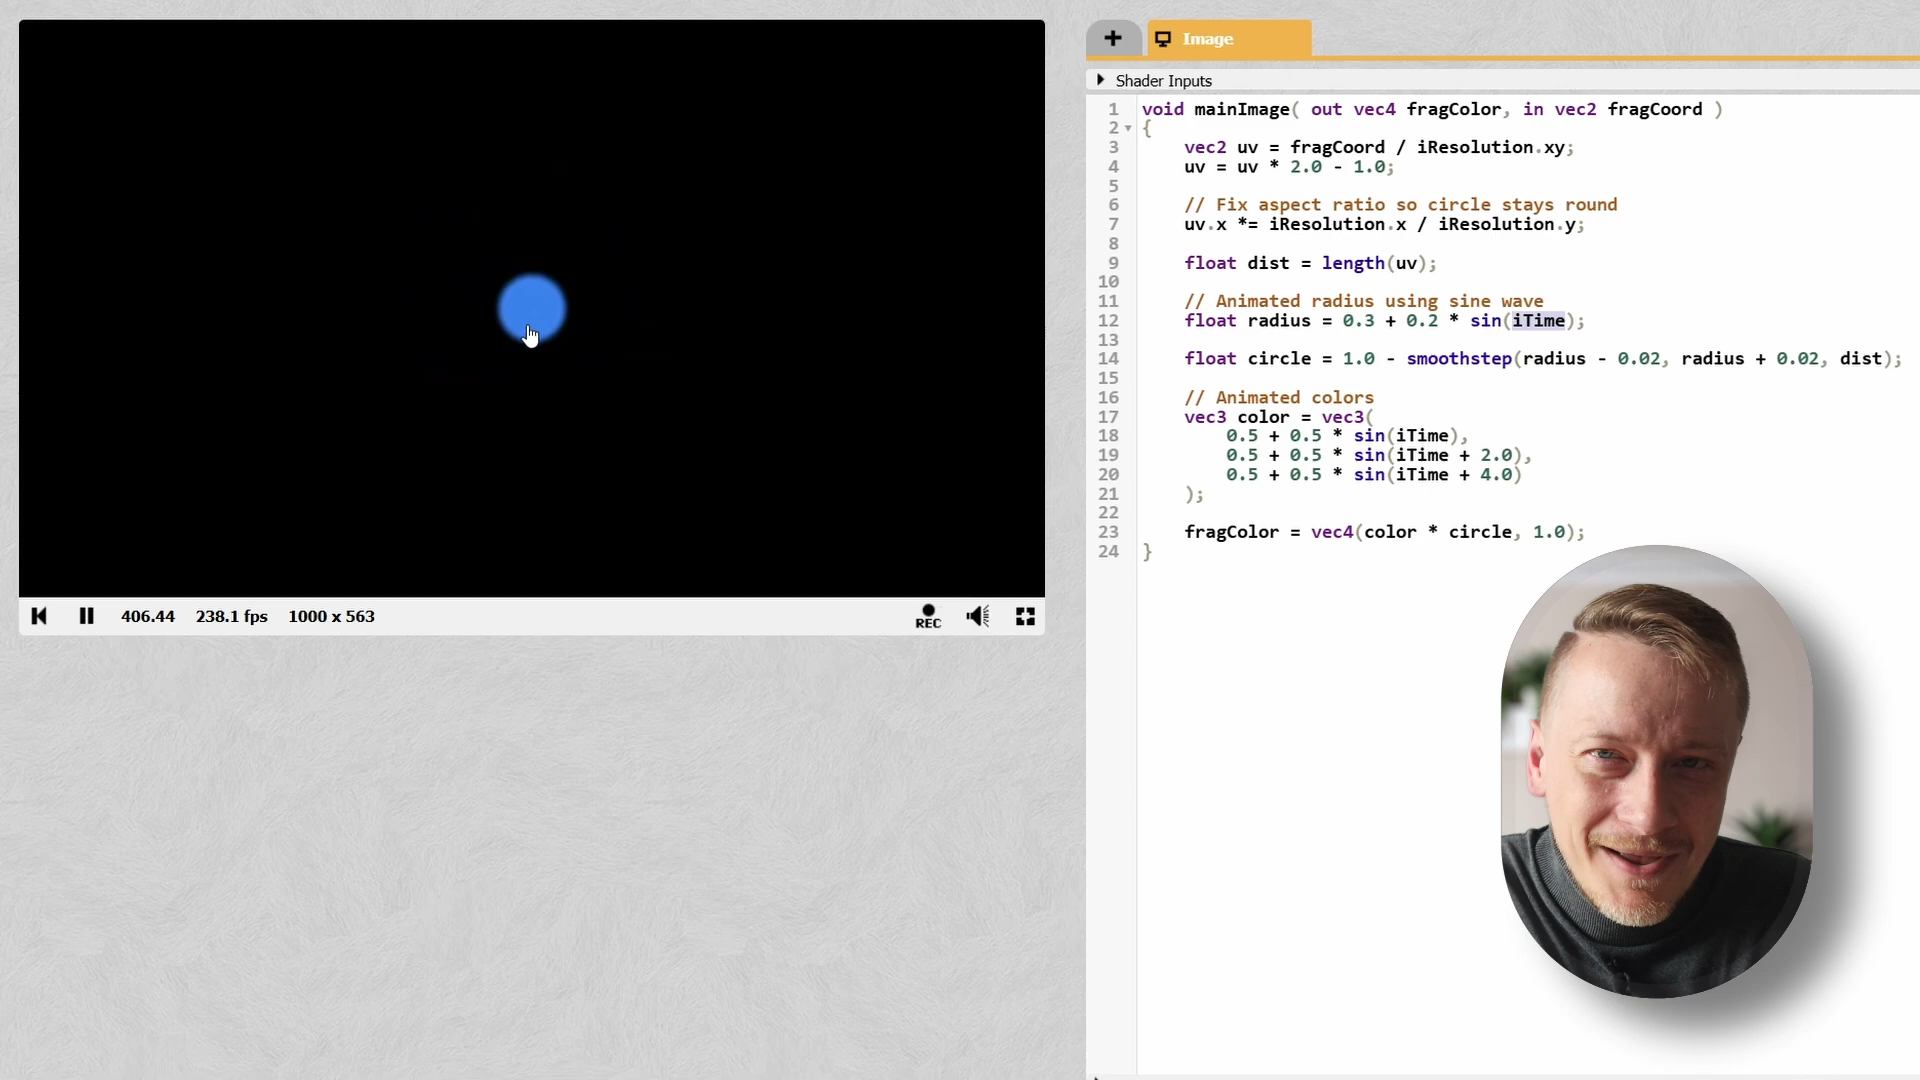 406.44 238.1 fps 1000 x 563 REC
+ Image
Shader Inputs
1 void mainImage( out vec4 fragColor, in vec2 fragCoord )
2 {
3 vec2 uv = fragCoord / iResolution.xy;
4 uv = uv * 2.0 - 1.0;
5
6 // Fix aspect ratio so circle stays round
7 uv.x *= iResolution.x / iResolution.y;
8
9 float dist = length(uv);
10
11 // Animated radius using sine wave
12 float radius = 0.3 + 0.2 * sin(iTime);
13
14 float circle = 1.0 - smoothstep(radius - 0.02, radius + 0.02, dist);
15
16 // Animated colors
17 vec3 color = vec3(
18 0.5 + 0.5 * sin(iTime),
19 0.5 + 0.5 * sin(iTime + 2.0),
20 0.5 + 0.5 * sin(iTime + 4.0)
21 );
22
23 fragColor = vec4(color * circle, 1.0);
24 }